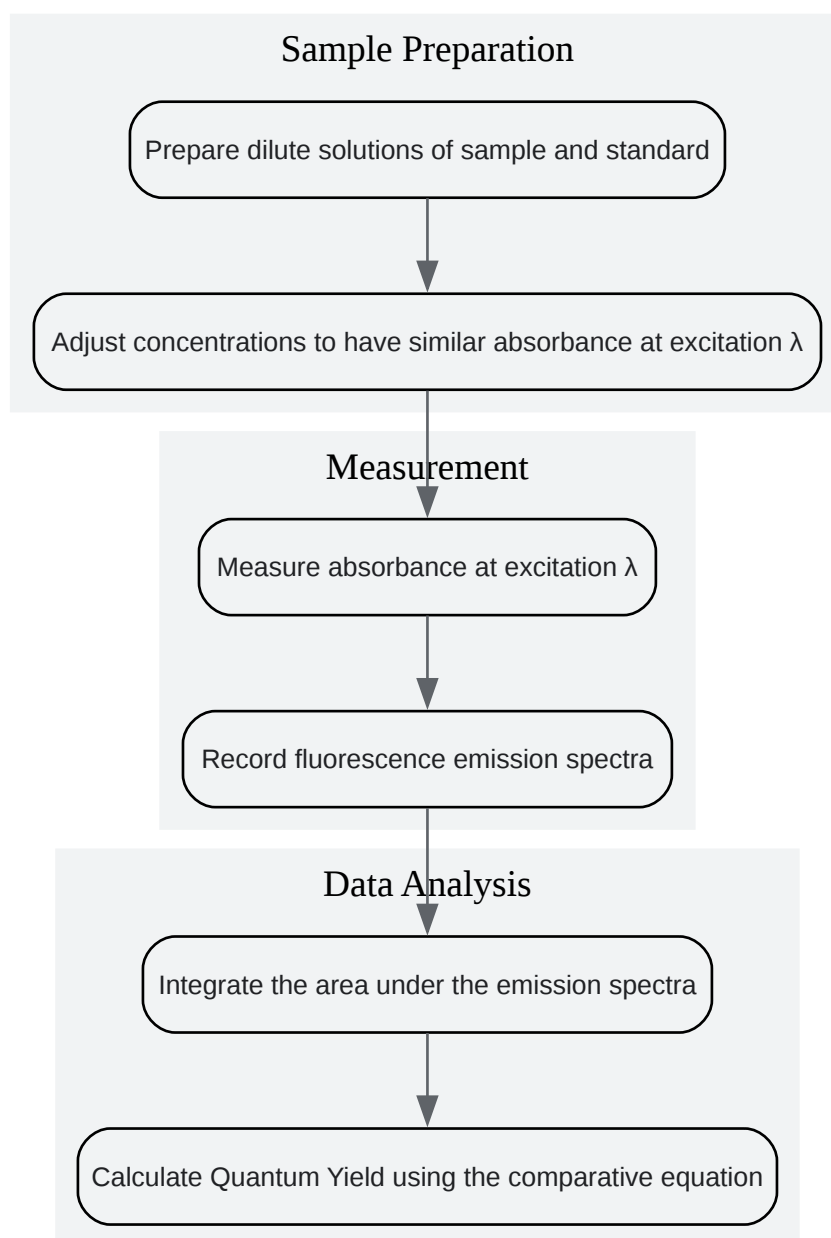 Sample Preparation
Prepare dilute solutions of sample and standard
Adjust concentrations to have similar absorbance at excitation λ
Measurement
Measure absorbance at excitation λ
Record fluorescence emission spectra
Data Analysis
Integrate the area under the emission spectra
Calculate Quantum Yield using the comparative equation